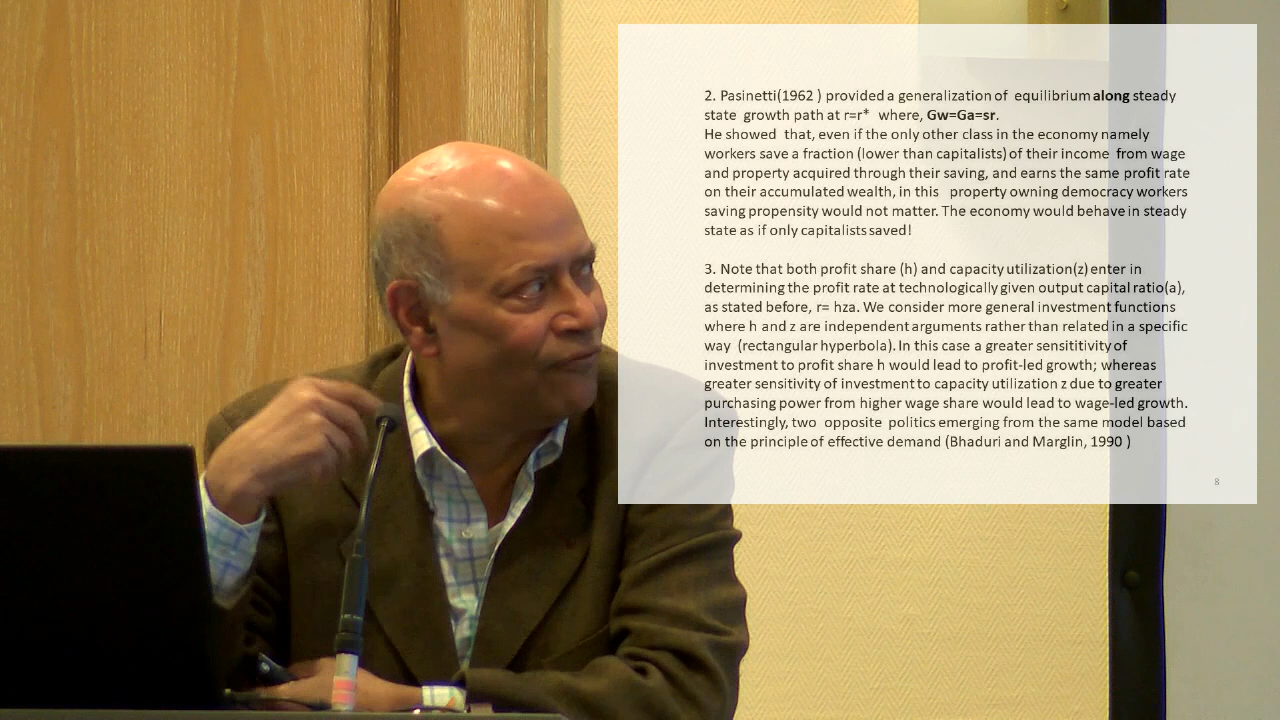 2. Pasinetti(1962 ) provided a generalization of equilibrium along steady
state growth path at r=r* where, Gw=Ga=sr.
He showed that, even if the only other class in the economy namely
workers save a fraction (lower than capitalists) of their income from wage
and property acquired through their saving, and earns the same profit rate
on their accumulated wealth, in this property owning democracy workers
saving propensity would not matter. The economy would behave in steady
state as if only capitalists saved!
3. Note that both profit share (h) and capacity utilization(z) enter in
determining the profit rate at technologically given output capital ratio(a),
as stated before, r= hza. We consider more general investment functions
where h and z are independent arguments rather than related in a specific
way (rectangular hyperbola). In this case a greater sensititivity of
investment to profit share h would lead to profit-led growth; whereas
greater sensitivity of investment to capacity utilization z due to greater
purchasing power from higher wage share would lead to wage-led growth.
Interestingly, two opposite politics emerging from the same model based
on the principle of effective demand (Bhaduri and Marglin, 1990 )
8